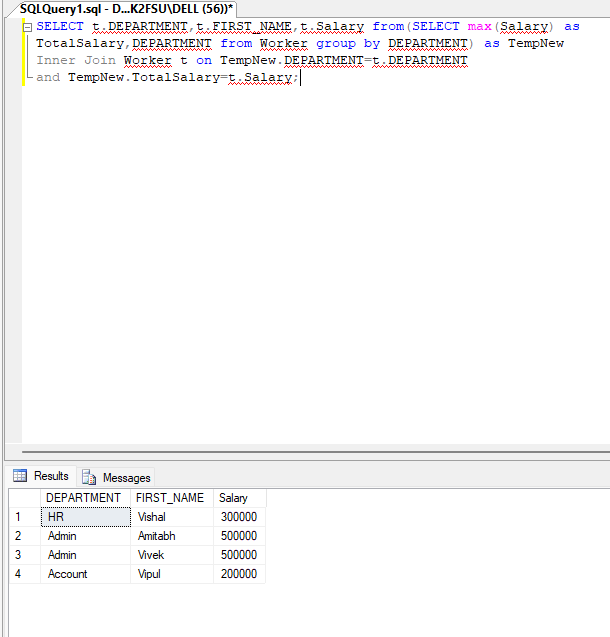 SQLQuery1.sql - D...K2FSU\DELL (56))*
SELECT t.DEPARTMENT,t.FIRST_NAME,t.Salary from(SELECT max(Salary) as
TotalSalary,DEPARTMENT from Worker group by DEPARTMENT) as TempNew
Inner Join Worker t on TempNew.DEPARTMENT=t.DEPARTMENT
and TempNew.TotalSalary=t.Salary;
Results Messages
DEPARTMENT FIRST_NAME Salary
1 HR Vishal 300000
2 Admin Amitabh 500000
3 Admin Vivek 500000
4 Account Vipul 200000